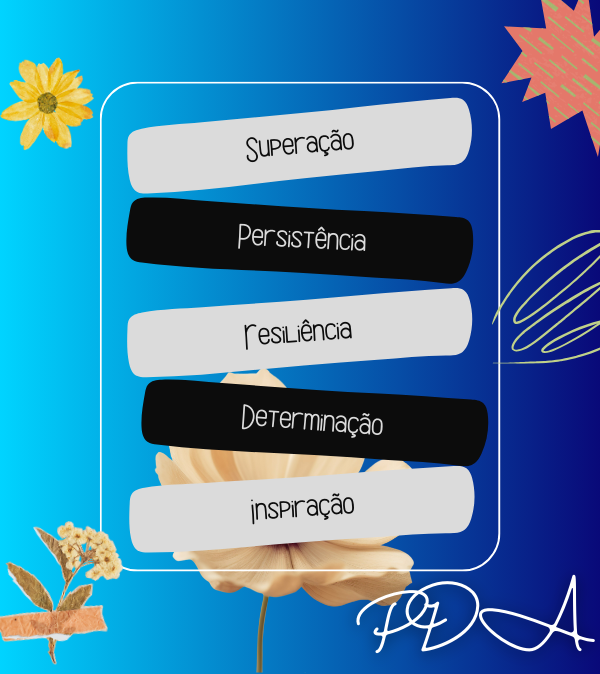 Superação
Persistência
resiliência
Determinação
inspiração
PDA